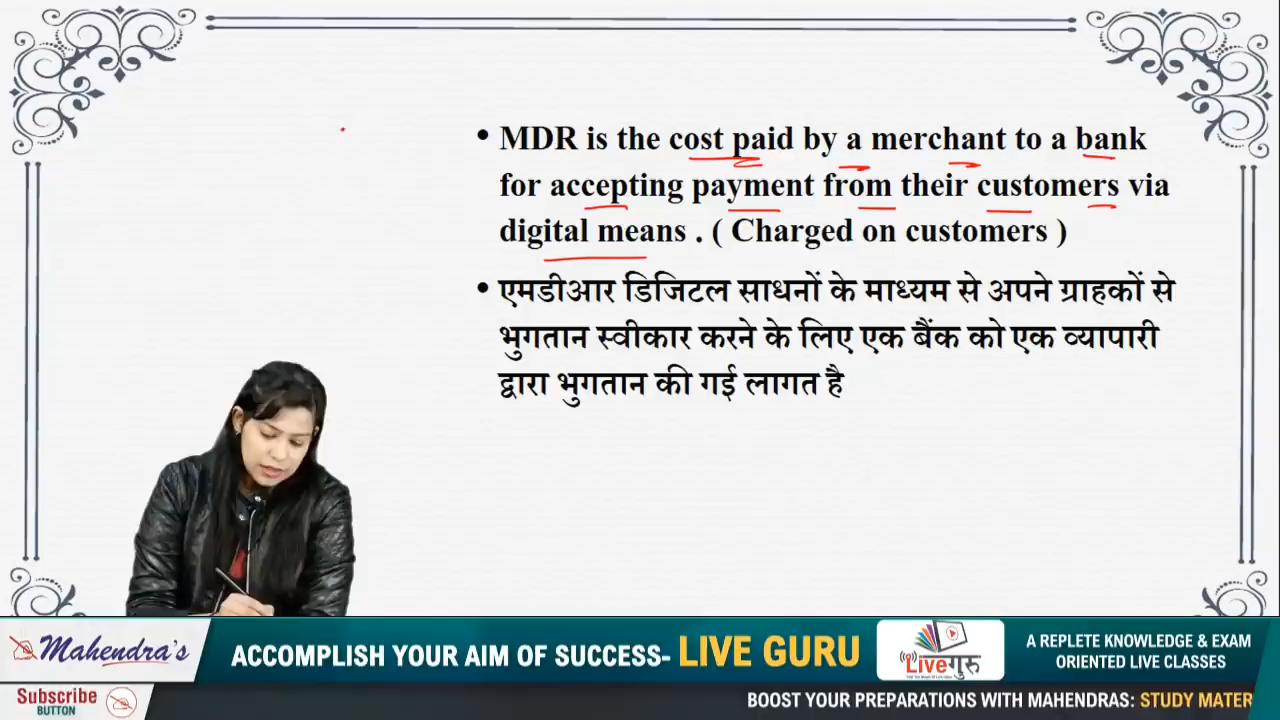 • MDR is the cost paid by a merchant to a bank
for accepting payment from their customers via
digital means . ( Charged on customers )
• एमडीआर डिजिटल साधनों के माध्यम से अपने ग्राहकों से
भुगतान स्वीकार करने के लिए एक बैंक को एक व्यापारी
द्वारा भुगतान की गई लागत है
Mahendra's
ACCOMPLISH YOUR AIM OF SUCCESS- LIVE GURU
Live गुरु
A REPLETE KNOWLEDGE & EXAM
ORIENTED LIVE CLASSES
Subscribe
BUTTON
BOOST YOUR PREPARATIONS WITH MAHENDRAS: STUDY MATER